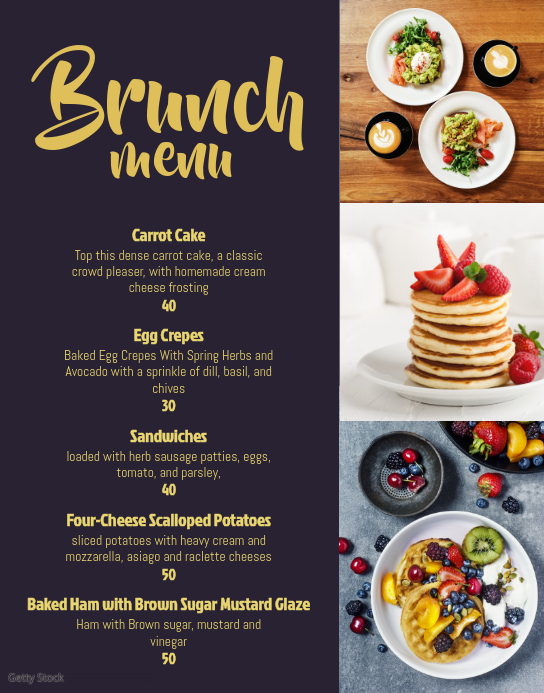 Brunch
menu
Carrot Cake
Top this dense carrot cake, a classic
crowd pleaser, with homemade cream
cheese frosting
40
Egg Crepes
Baked Egg Crepes With Spring Herbs and
Avocado with a sprinkle of dill, basil, and
chives
30
Sandwiches
loaded with herb sausage patties, eggs,
tomato, and parsley,
40
Four-Cheese Scalloped Potatoes
sliced potatoes with heavy cream and
mozzarella, asiago and raclette cheeses
50
Baked Ham with Brown Sugar Mustard Glaze
Ham with Brown sugar, mustard and
vinegar
50
Getty Stock